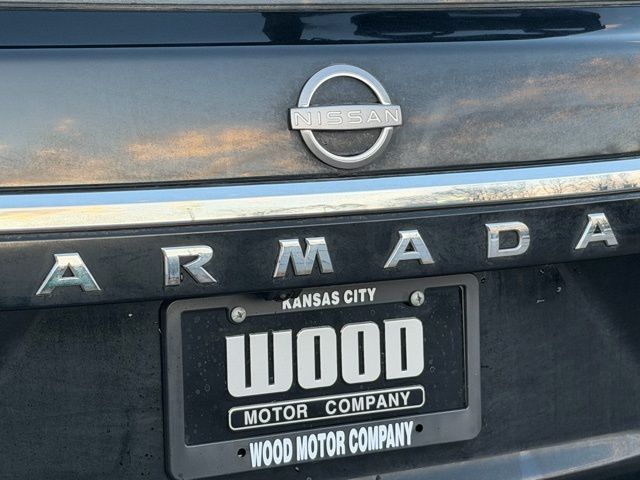 NISSAN
ARMADA
KANSAS CITY
WOOD
MOTOR COMPANY
WOOD MOTOR COMPANY